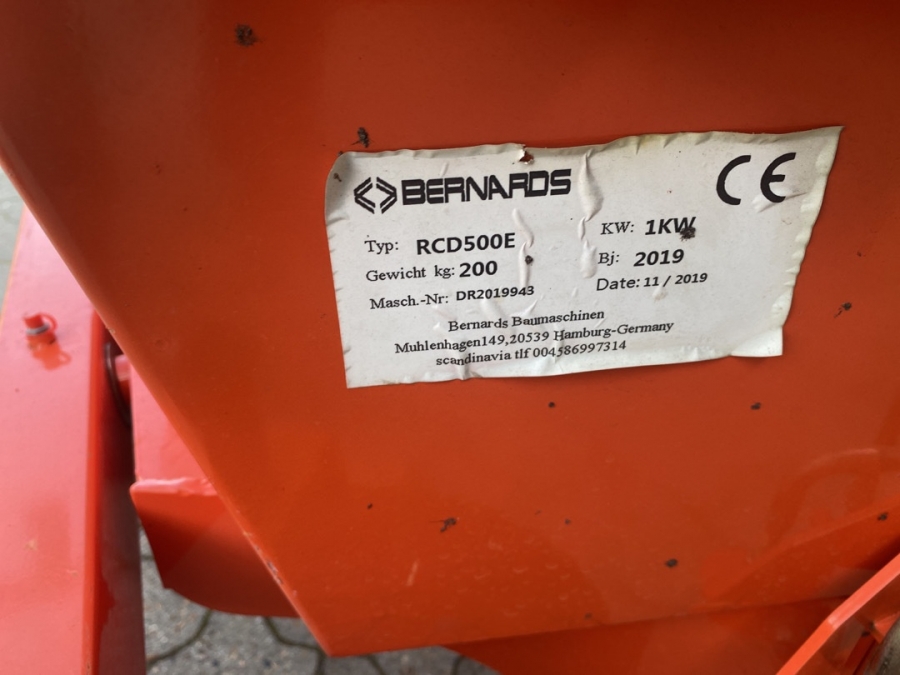 BERNARDS CE
Typ: RCD500E KW: 1KW
Gewicht kg: 200 Bj: 2019
Masch.-Nr: DR2019943 Date: 11 / 2019
Bernards Baumaschinen
Muhlenhagen149,20539 Hamburg-Germany
scandinavia tlf 004586997314